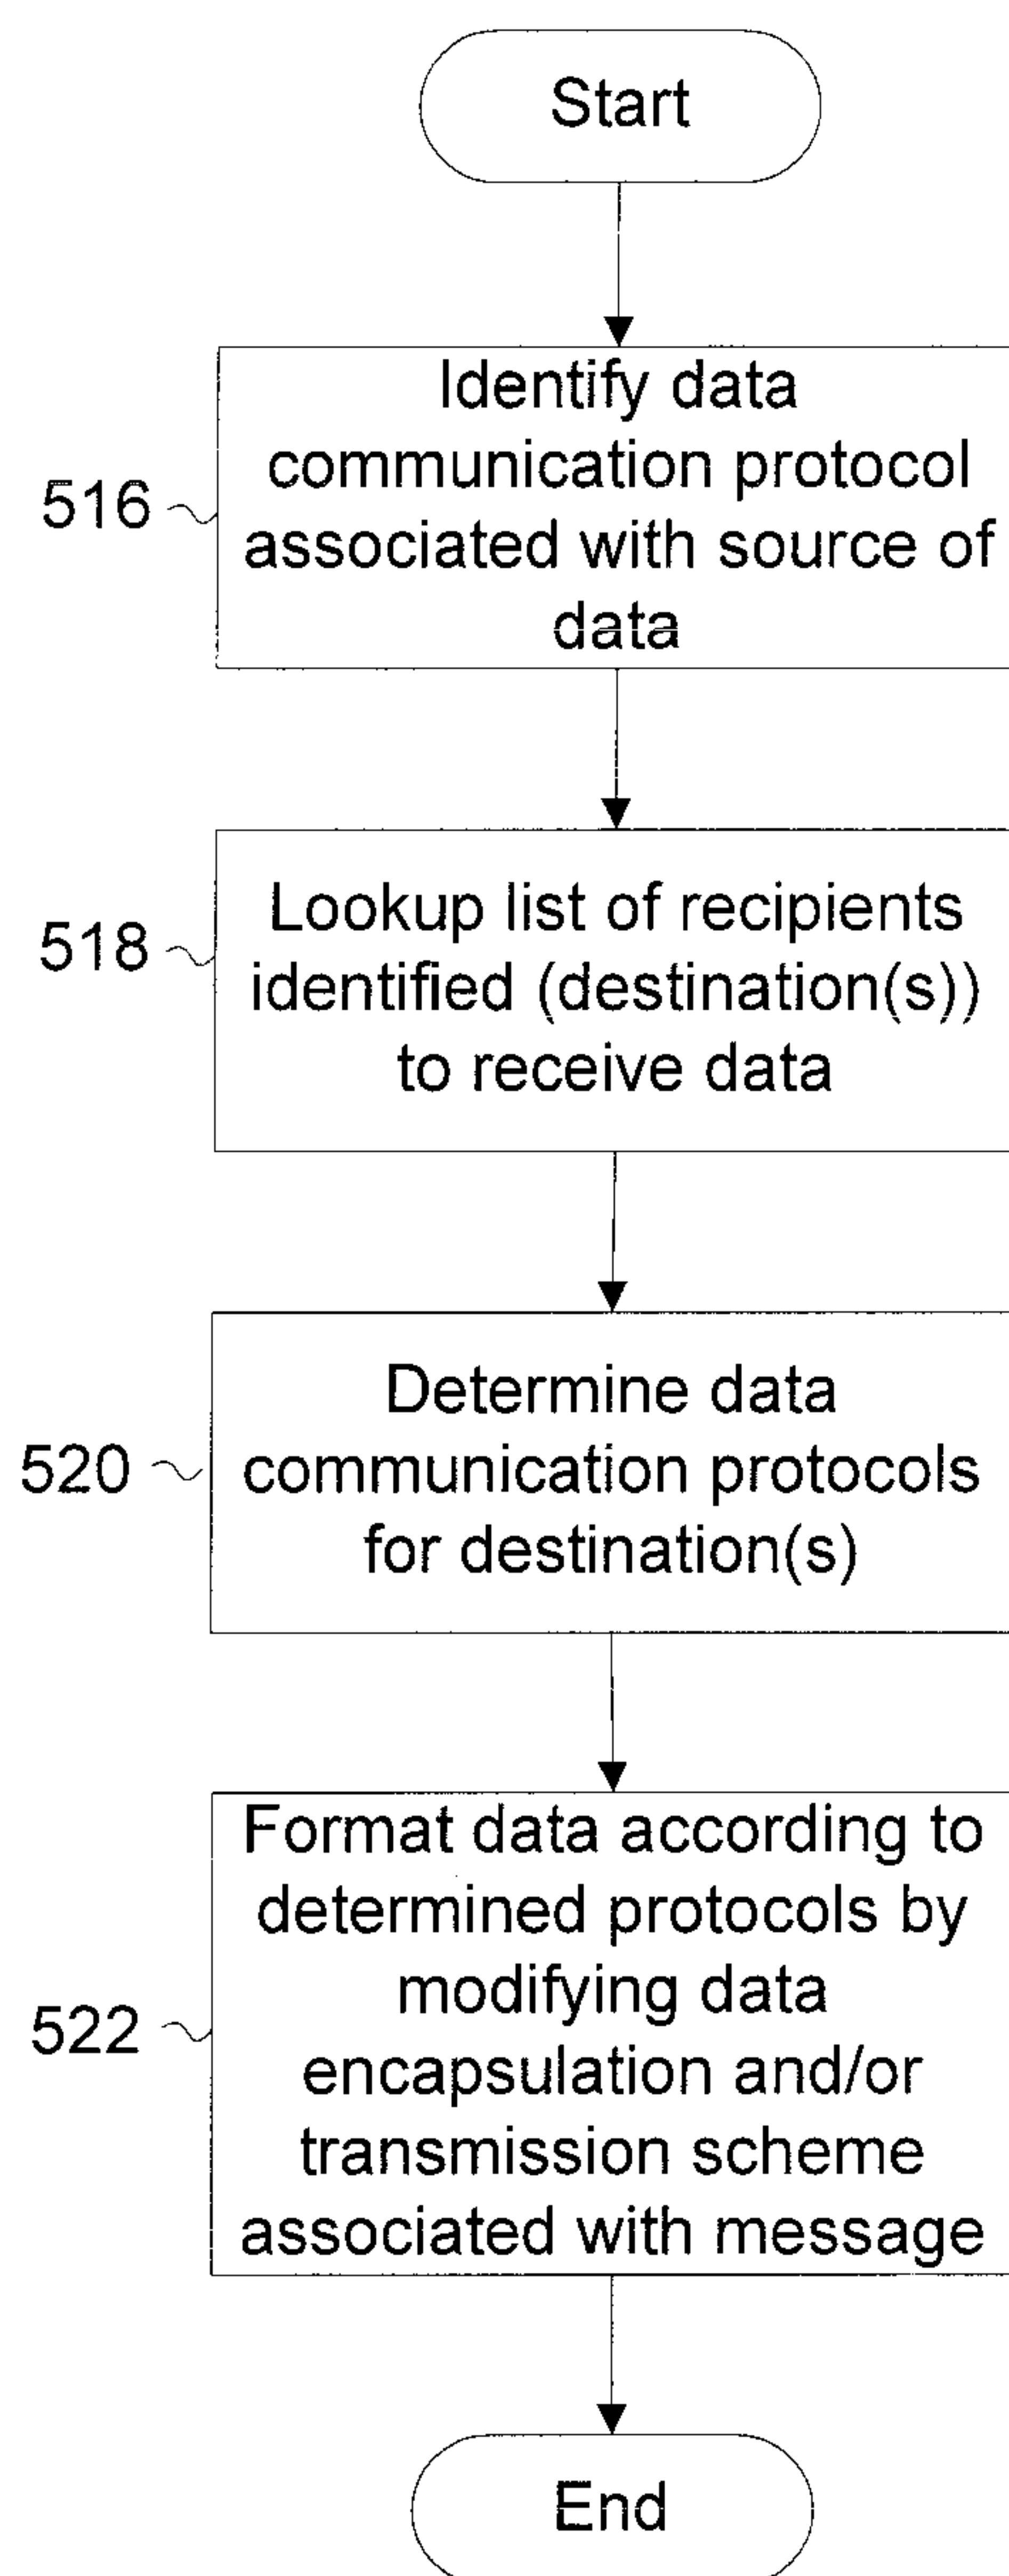 Start
Identify data
communication protocol
associated with source of
data
516
Lookup list of recipients
identified (destination(s))
to receive data
518
Determine data
communication protocols
for destination(s)
520
Format data according to
determined protocols by
modifying data
encapsulation and/or
transmission scheme
associated with message
522
End